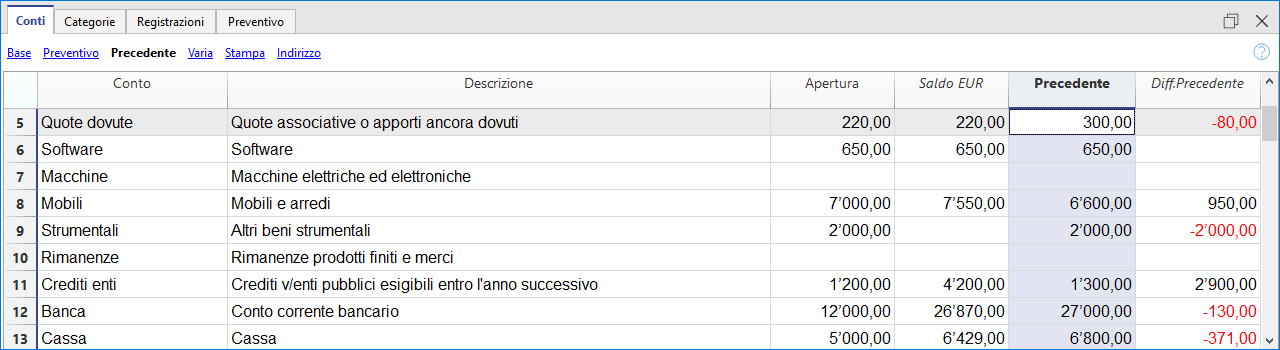 Conti Categorie Registrazioni Preventivo
Base Preventivo Precedente Varia Stampa Indirizzo ?
Conto Descrizione Apertura Saldo EUR Precedente Diff.Precedente
5 Quote dovute Quote associative o apporti ancora dovuti 220,00 220,00 300,00 -80,00
6 Software Software 650,00 650,00 650,00
7 Macchine Macchine elettriche ed elettroniche
8 Mobili Mobili e arredi 7’000,00 7’550,00 6’600,00 950,00
9 Strumentali Altri beni strumentali 2’000,00 2’000,00 -2’000,00
10 Rimanenze Rimanenze prodotti finiti e merci
11 Crediti enti Crediti v/enti pubblici esigibili entro l'anno successivo 1’200,00 4’200,00 1’300,00 2’900,00
12 Banca Conto corrente bancario 12’000,00 26’870,00 27’000,00 -130,00
13 Cassa Cassa 5’000,00 6’429,00 6’800,00 -371,00